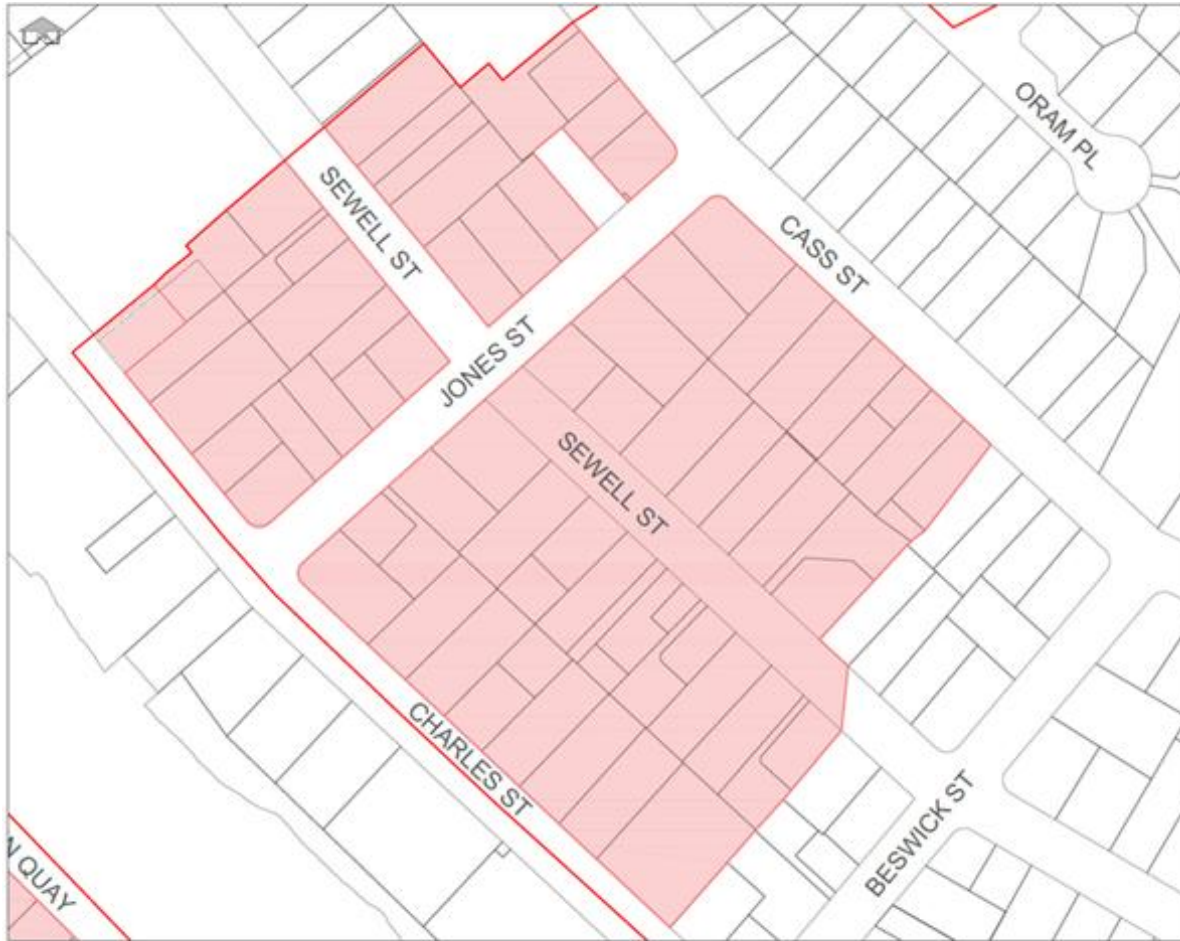 ORAM PL
SEWELL ST
CASS ST
JONES ST
SEWELL ST
CHARLES ST
BESWICK ST
N QUAY